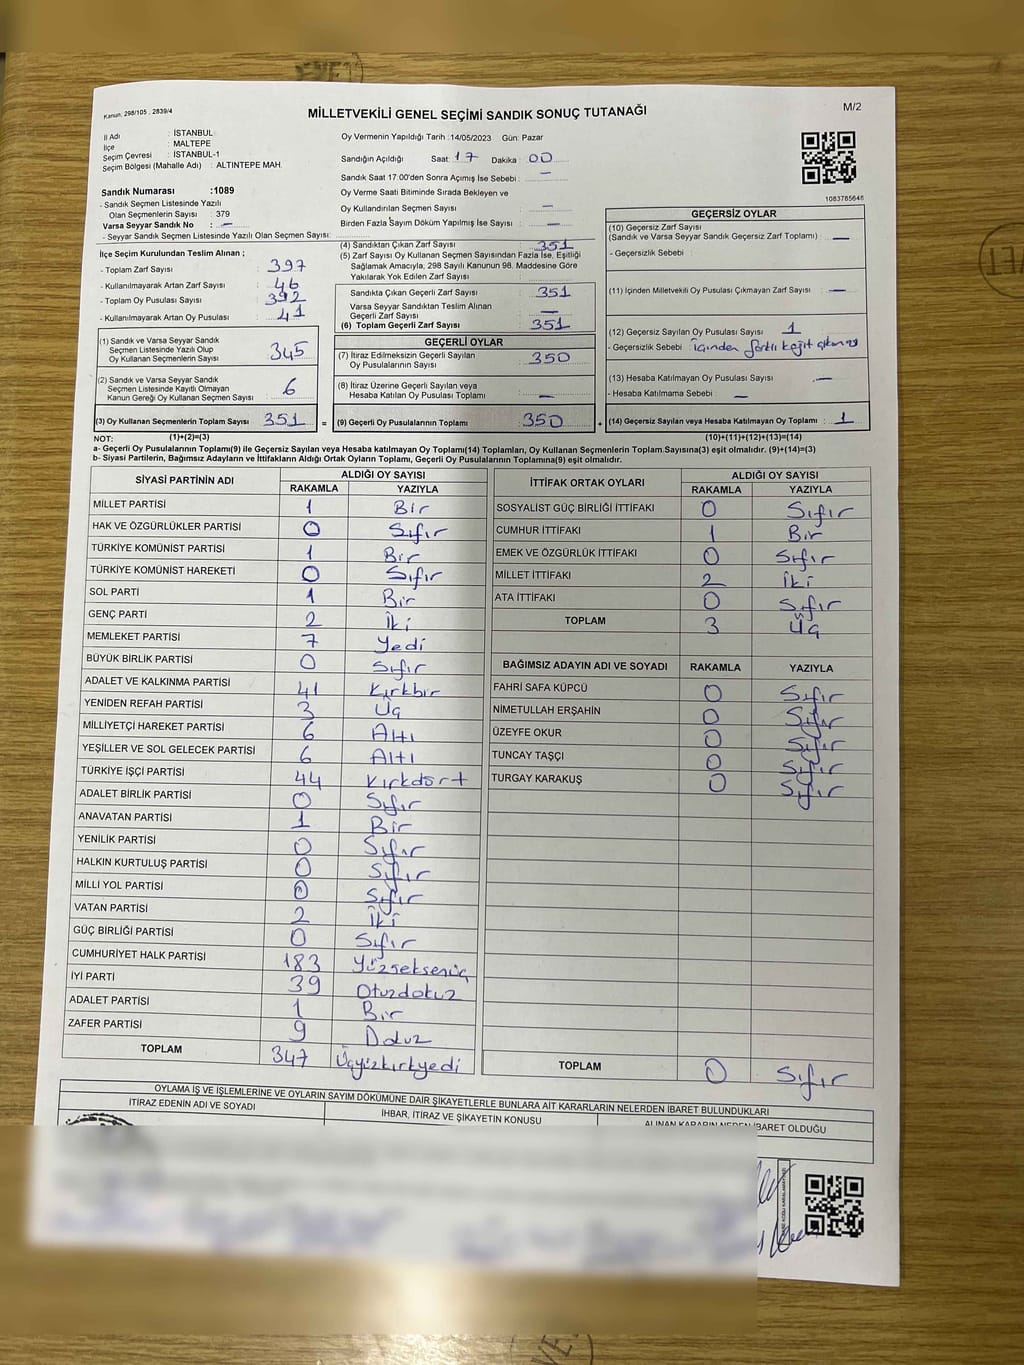 Kanun: 298/105 , 2839/4
MİLLETVEKİLİ GENEL SEÇİMİ SANDIK SONUÇ TUTANAĞI
M/2
İl Adı : İSTANBUL
İlçe : MALTEPE
Seçim Çevresi : İSTANBUL-1
Seçim Bölgesi (Mahalle Adı) : ALTINTEPE MAH.
Sandık Numarası :1089
- Sandık Seçmen Listesinde Yazılı
Olan Seçmenlerin Sayısı : 379
Varsa Seyyar Sandık No : —
- Seyyar Sandık Seçmen Listesinde Yazılı Olan Seçmen Sayısı:
Oy Vermenin Yapıldığı Tarih :14/05/2023 Gün: Pazar
Sandığın Açıldığı Saat: 17 Dakika : 00
Sandık Saat 17.00'den Sonra Açımış İse Sebebi : —
Oy Verme Saati Bitiminde Sırada Bekleyen ve
Oy Kullandırılan Seçmen Sayısı : —
Birden Fazla Sayım Döküm Yapılmış İse Sayısı : —
1083785646
İlçe Seçim Kurulundan Teslim Alınan ;
- Toplam Zarf Sayısı : 397
- Kullanılmayarak Artan Zarf Sayısı : 46
- Toplam Oy Pusulası Sayısı : 392
- Kullanılmayarak Artan Oy Pusulası : 41
(1) Sandık ve Varsa Seyyar Sandık
Seçmen Listesinde Yazılı Olup
Oy Kullanan Seçmenlerin Sayısı : 345
(2) Sandık ve Varsa Seyyar Sandık
Seçmen Listesinde Kayıtlı Olmayan
Kanun Gereği Oy Kullanan Seçmen Sayısı : 6
(3) Oy Kullanan Seçmenlerin Toplam Sayısı : 351
(4) Sandıktan Çıkan Zarf Sayısı : 351
(5) Zarf Sayısı Oy Kullanan Seçmen Sayısından Fazla İse, Eşitliği
Sağlamak Amacıyla, 298 Sayılı Kanunun 98. Maddesine Göre
Yakılarak Yok Edilen Zarf Sayısı :
Sandıkta Çıkan Geçerli Zarf Sayısı : 351
Varsa Seyyar Sandıktan Teslim Alınan
Geçerli Zarf Sayısı : —
(6) Toplam Geçerli Zarf Sayısı : 351
GEÇERLİ OYLAR
(7) İtiraz Edilmeksizin Geçerli Sayılan
Oy Pusulalarının Sayısı : 350
(8) İtiraz Üzerine Geçerli Sayılan veya
Hesaba Katılan Oy Pusulası Toplamı : —
= (9) Geçerli Oy Pusulalarının Toplamı : 350
GEÇERSİZ OYLAR
(10) Geçersiz Zarf Sayısı
(Sandık ve Varsa Seyyar Sandık Geçersiz Zarf Toplamı) : —
- Geçersizlik Sebebi :
(11) İçinden Milletvekili Oy Pusulası Çıkmayan Zarf Sayısı : —
(12) Geçersiz Sayılan Oy Pusulası Sayısı : 1
- Geçersizlik Sebebi : İçinden farklı kağıt çıkması
(13) Hesaba Katılmayan Oy Pusulası Sayısı : —
- Hesaba Katılmama Sebebi : —
+ (14) Geçersiz Sayılan veya Hesaba Katılmayan Oy Toplamı : 1
NOT: (1)+(2)=(3) (10)+(11)+(12)+(13)=(14)
a- Geçerli Oy Pusulalarının Toplamı(9) ile Geçersiz Sayılan veya Hesaba Katılmayan Oy Toplamı(14) Toplamları, Oy Kullanan Seçmenlerin Toplam Sayısına(3) eşit olmalıdır. (9)+(14)=(3)
b- Siyasi Partilerin, Bağımsız Adayların ve İttifakların Aldığı Ortak Oyların Toplamı, Geçerli Oy Pusulalarının Toplamına(9) eşit olmalıdır.
SİYASİ PARTİNİN ADI ALDIĞI OY SAYISI
RAKAMLA YAZIYLA
MİLLET PARTİSİ 1 Bir
HAK VE ÖZGÜRLÜKLER PARTİSİ 0 Sıfır
TÜRKİYE KOMÜNİST PARTİSİ 1 Bir
TÜRKİYE KOMÜNİST HAREKETİ 0 Sıfır
SOL PARTİ 1 Bir
GENÇ PARTİ 2 İki
MEMLEKET PARTİSİ 7 Yedi
BÜYÜK BİRLİK PARTİSİ 0 Sıfır
ADALET VE KALKINMA PARTİSİ 41 Kırkbir
YENİDEN REFAH PARTİSİ 3 Üç
MİLLİYETÇİ HAREKET PARTİSİ 6 Altı
YEŞİLLER VE SOL GELECEK PARTİSİ 6 Altı
TÜRKİYE İŞÇİ PARTİSİ 44 Kırkdört
ADALET BİRLİK PARTİSİ 0 Sıfır
ANAVATAN PARTİSİ 1 Bir
YENİLİK PARTİSİ 0 Sıfır
HALKIN KURTULUŞ PARTİSİ 0 Sıfır
MİLLİ YOL PARTİSİ 0 Sıfır
VATAN PARTİSİ 2 İki
GÜÇ BİRLİĞİ PARTİSİ 0 Sıfır
CUMHURİYET HALK PARTİSİ 183 Yüzseksenüç
İYİ PARTİ 39 Otuzdokuz
ADALET PARTİSİ 1 Bir
ZAFER PARTİSİ 9 Dokuz
TOPLAM 347 Üçyüzkırkyedi
İTTİFAK ORTAK OYLARI ALDIĞI OY SAYISI
RAKAMLA YAZIYLA
SOSYALİST GÜÇ BİRLİĞİ İTTİFAKI 0 Sıfır
CUMHUR İTTİFAKI 1 Bir
EMEK VE ÖZGÜRLÜK İTTİFAKI 0 Sıfır
MİLLET İTTİFAKI 2 İki
ATA İTTİFAKI 0 Sıfır
TOPLAM 3 Üç
BAĞIMSIZ ADAYIN ADI VE SOYADI RAKAMLA YAZIYLA
FAHRİ SAFA KÜPCÜ 0 Sıfır
NİMETULLAH ERŞAHİN 0 Sıfır
ÜZEYFE OKUR 0 Sıfır
TUNCAY TAŞÇI 0 Sıfır
TURGAY KARAKUŞ 0 Sıfır
TOPLAM 0 Sıfır
OYLAMA İŞ VE İŞLEMLERİNE VE OYLARIN SAYIM DÖKÜMÜNE DAİR ŞİKAYETLERLE BUNLARA AİT KARARLARIN NELERDEN İBARET BULUNDUKLARI
İTİRAZ EDENİN ADI VE SOYADI İHBAR, İTİRAZ VE ŞİKAYETİN KONUSU ALINAN KARARIN NEDEN İBARET OLDUĞU